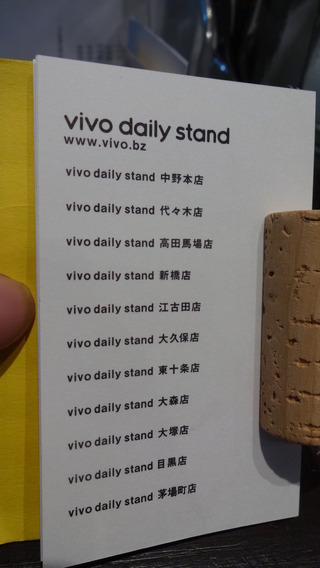 vivo daily stand
www.vivo.bz
vivo daily stand 中野本店
vivo daily stand 代々木店
vivo daily stand 高田馬場店
vivo daily stand 新橋店
vivo daily stand 江古田店
vivo daily stand 大久保店
vivo daily stand 東十条店
vivo daily stand 大森店
vivo daily stand 大塚店
vivo daily stand 目黒店
vivo daily stand 茅場町店